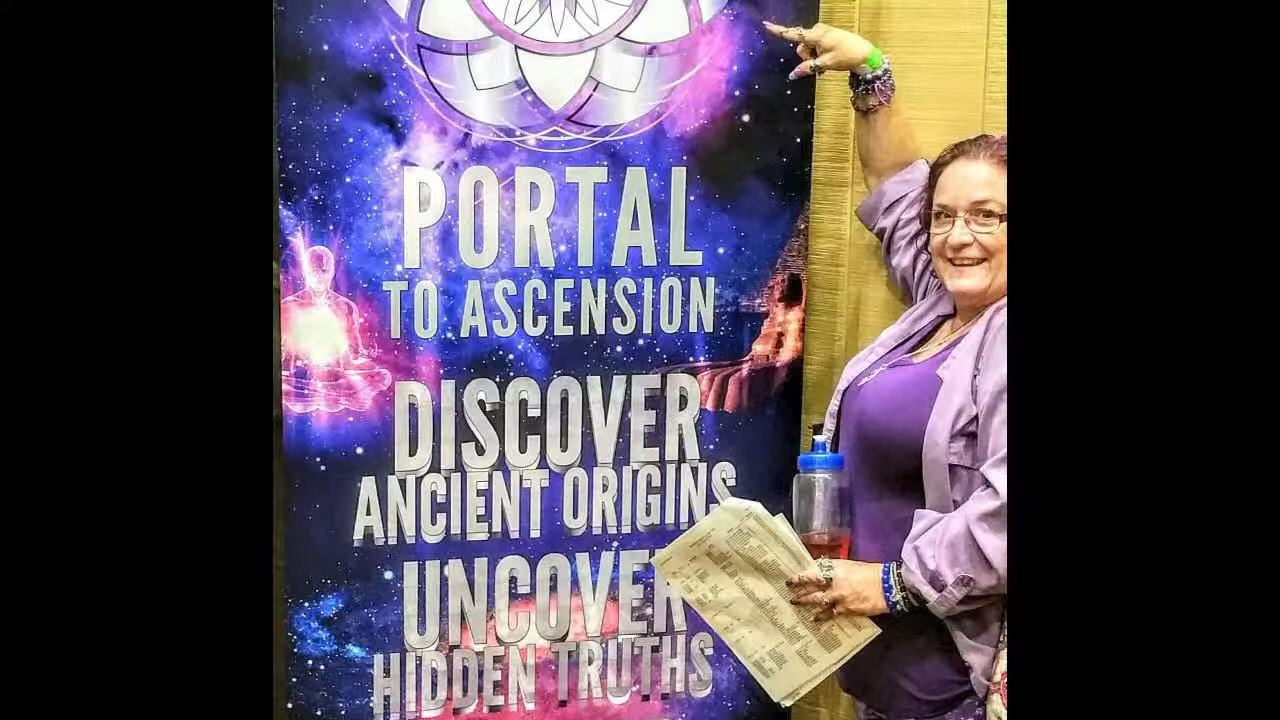 PORTAL
TO ASCENSION
DISCOVER
ANCIENT ORIGINS
UNCOVER
HIDDEN TRUTHS